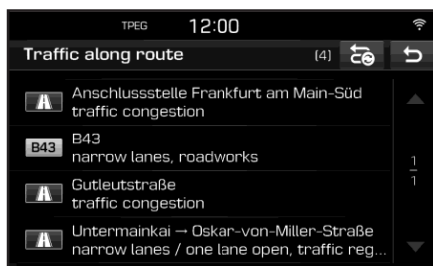 TPEG 12:00
Traffic along route [4]
Anschlussstelle Frankfurt am Main-Süd
traffic congestion
B43 B43
narrow lanes, roadworks
1
1
Gutleutstraße
traffic congestion
Untermainkai → Oskar-von-Miller-Straße
narrow lanes / one lane open, traffic reg...